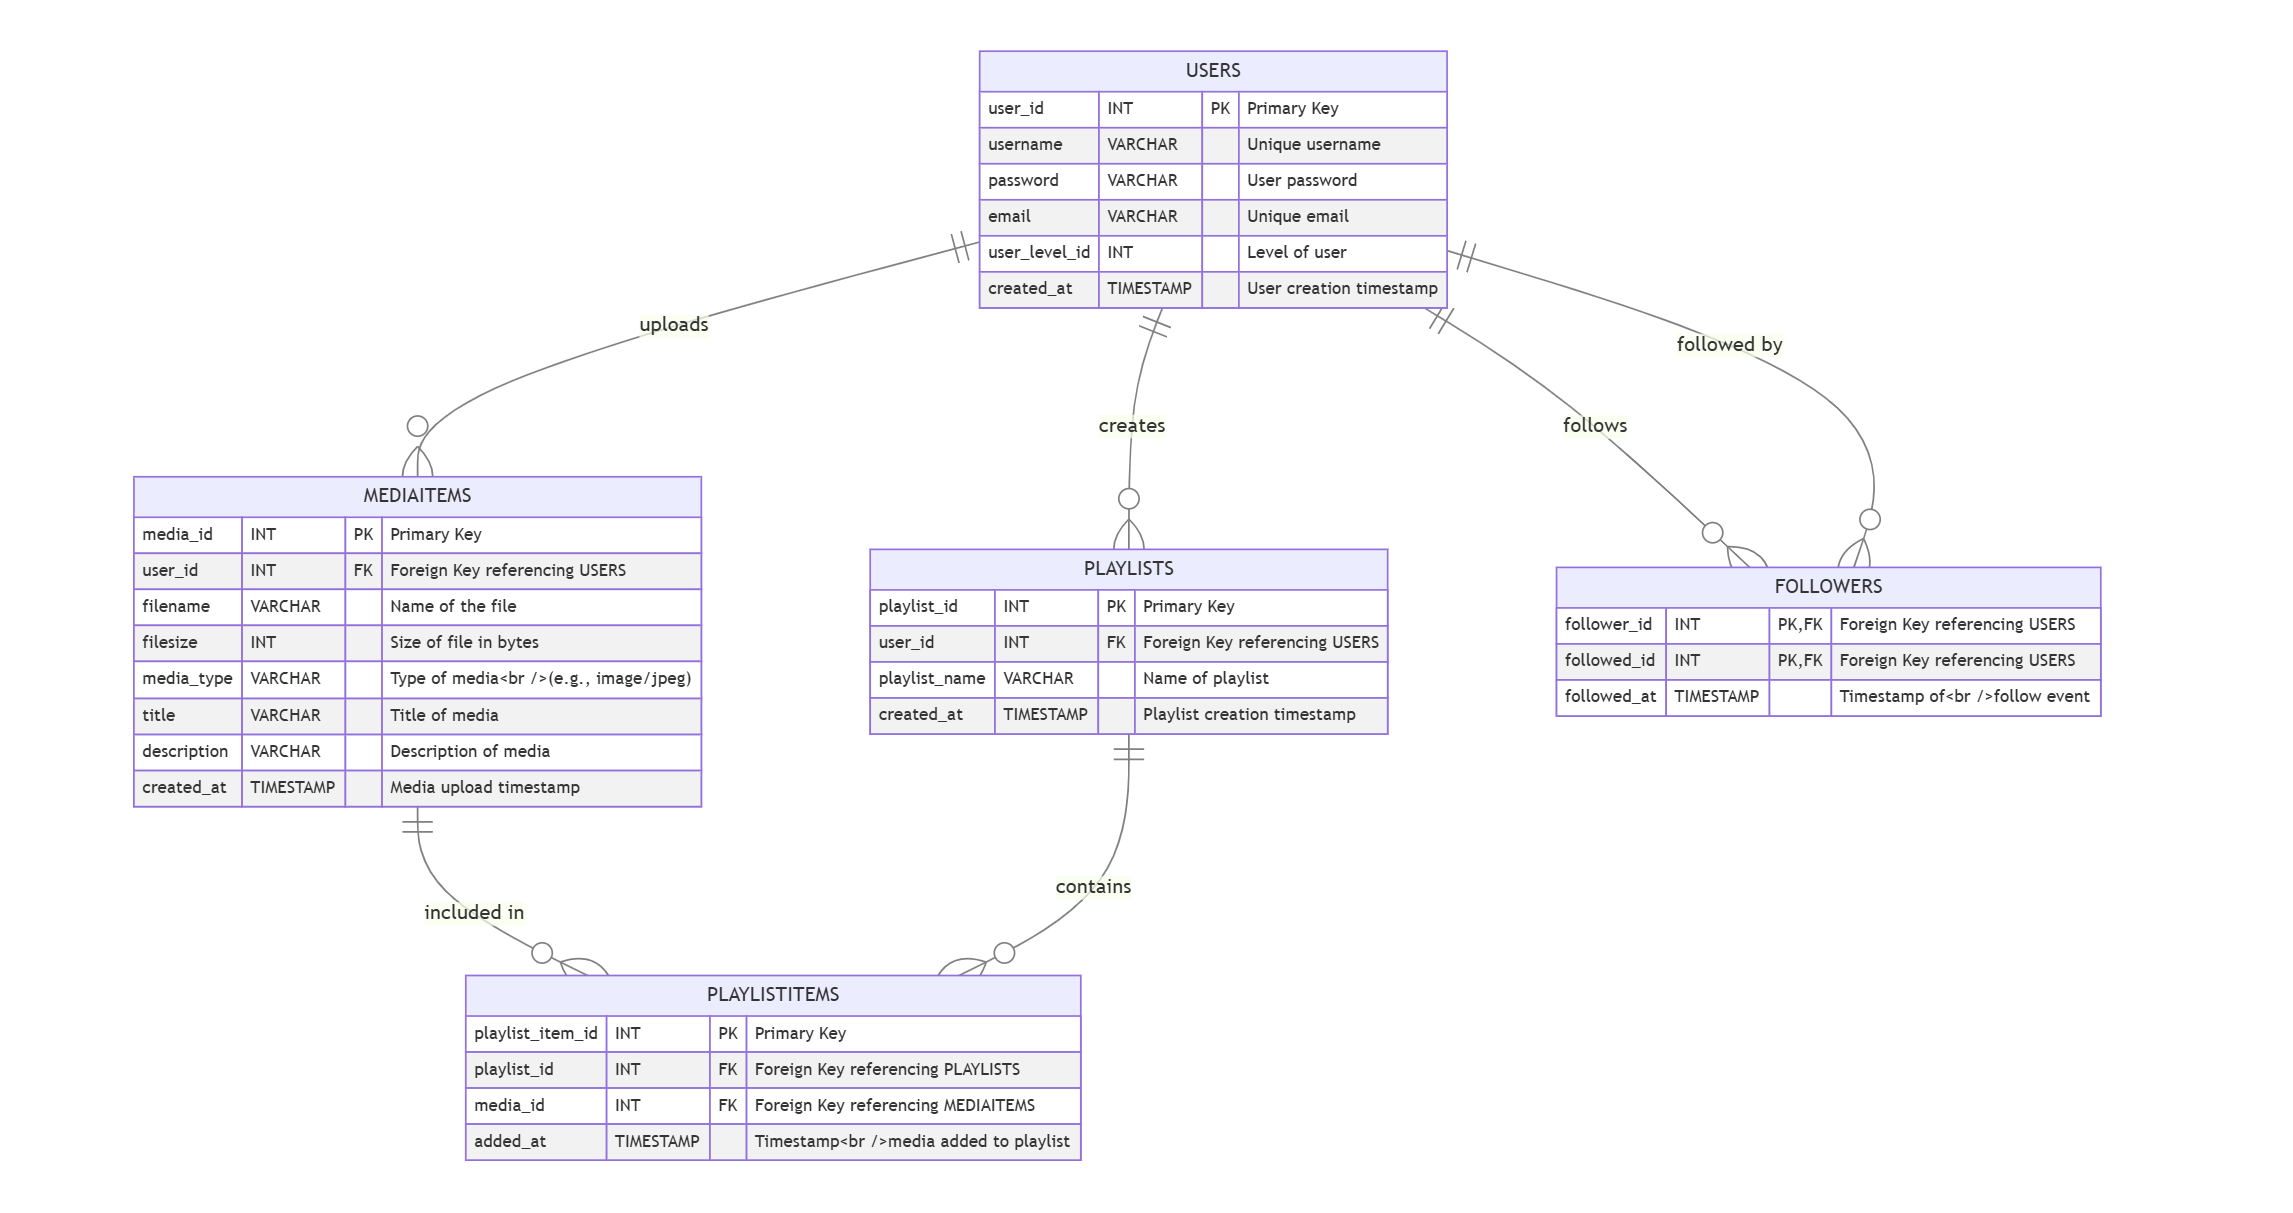 USERS
user_id INT PK Primary Key
username VARCHAR Unique username
password VARCHAR User password
email VARCHAR Unique email
user_level_id INT Level of user
created_at TIMESTAMP User creation timestamp
uploads
followed by
creates
follows
MEDIAITEMS
media_id INT PK Primary Key
user_id INT FK Foreign Key referencing USERS
filename VARCHAR Name of the file
filesize INT Size of file in bytes
media_type VARCHAR Type of media<br />(e.g., image/jpeg)
title VARCHAR Title of media
description VARCHAR Description of media
created_at TIMESTAMP Media upload timestamp
PLAYLISTS
playlist_id INT PK Primary Key
user_id INT FK Foreign Key referencing USERS
playlist_name VARCHAR Name of playlist
created_at TIMESTAMP Playlist creation timestamp
FOLLOWERS
follower_id INT PK,FK Foreign Key referencing USERS
followed_id INT PK,FK Foreign Key referencing USERS
followed_at TIMESTAMP Timestamp of<br />follow event
included in
contains
PLAYLISTITEMS
playlist_item_id INT PK Primary Key
playlist_id INT FK Foreign Key referencing PLAYLISTS
media_id INT FK Foreign Key referencing MEDIAITEMS
added_at TIMESTAMP Timestamp<br />media added to playlist